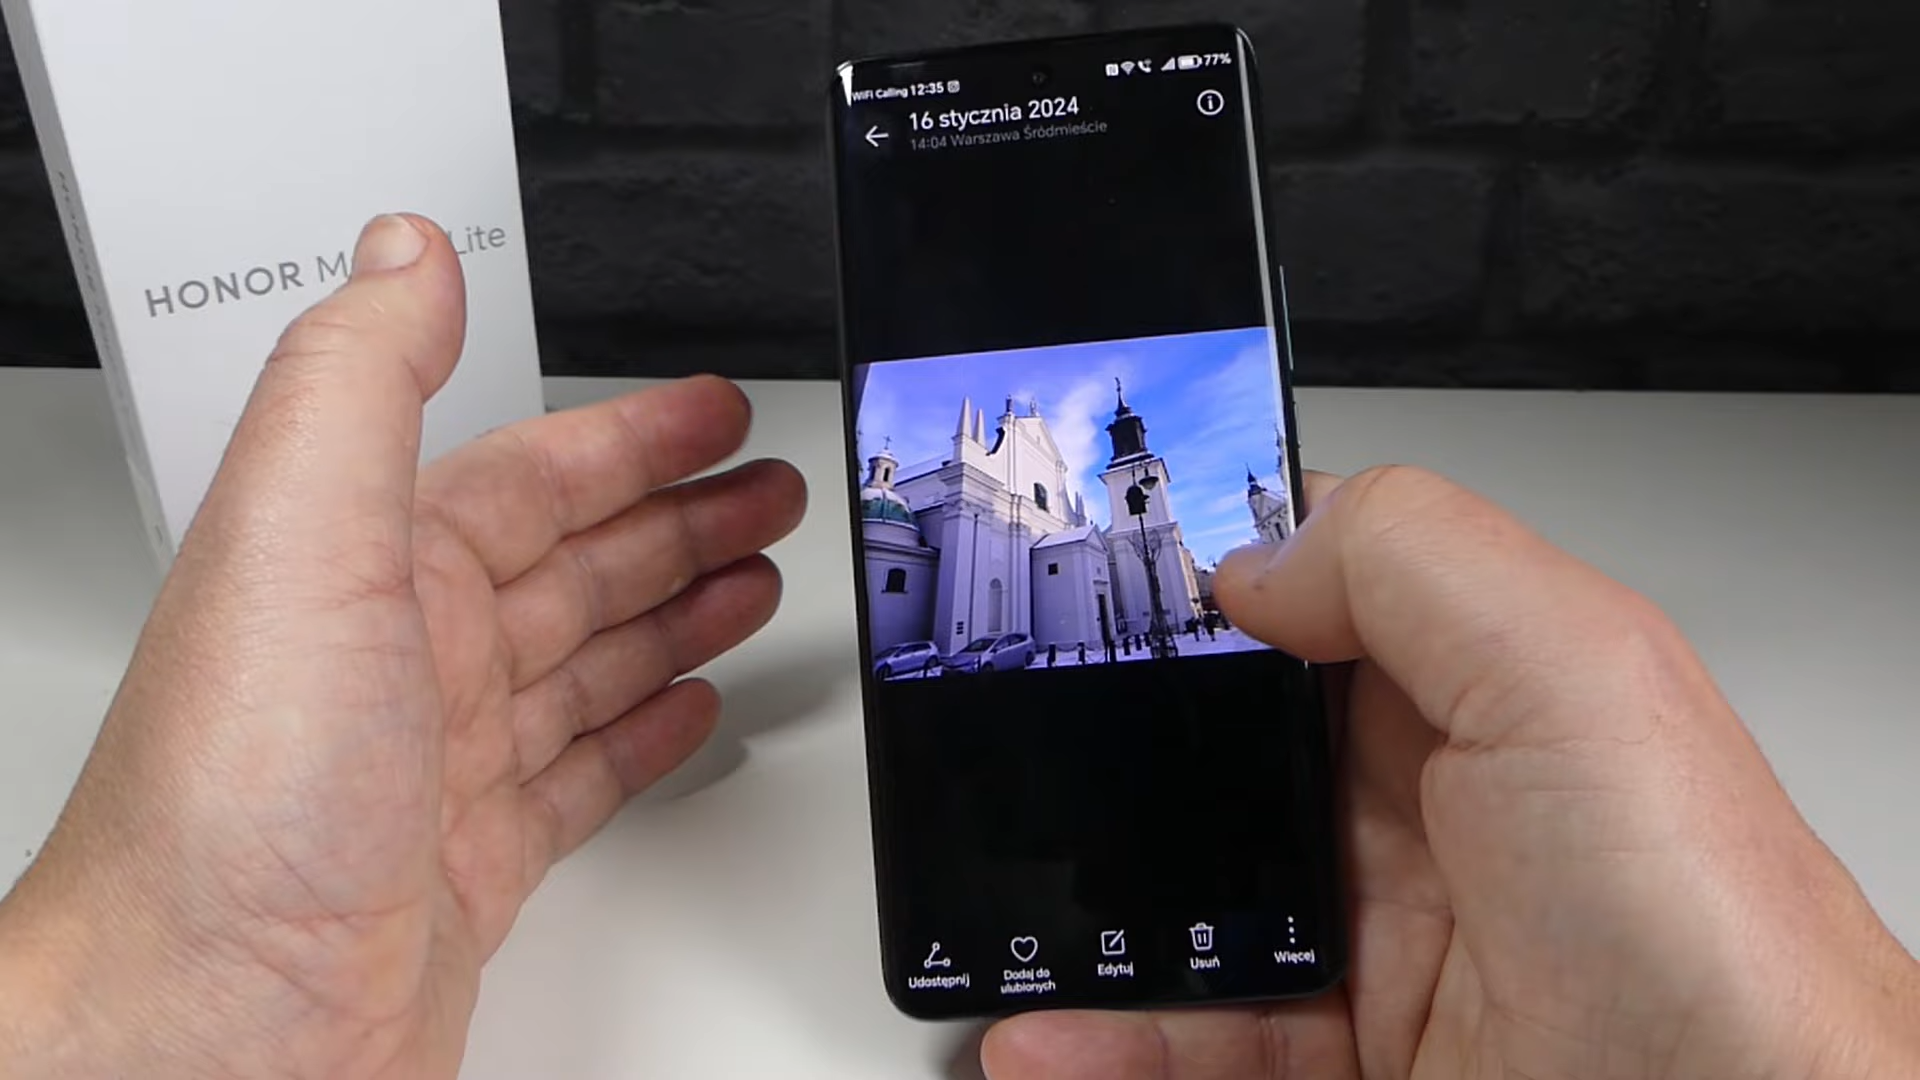 HONOR Lite
WiFi Calling 12:35
77%
16 stycznia 2024
14:04 Warszawa Śródmieście
Udostępnij
Dodaj do
ulubionych
Edytuj
Usuń
Więcej